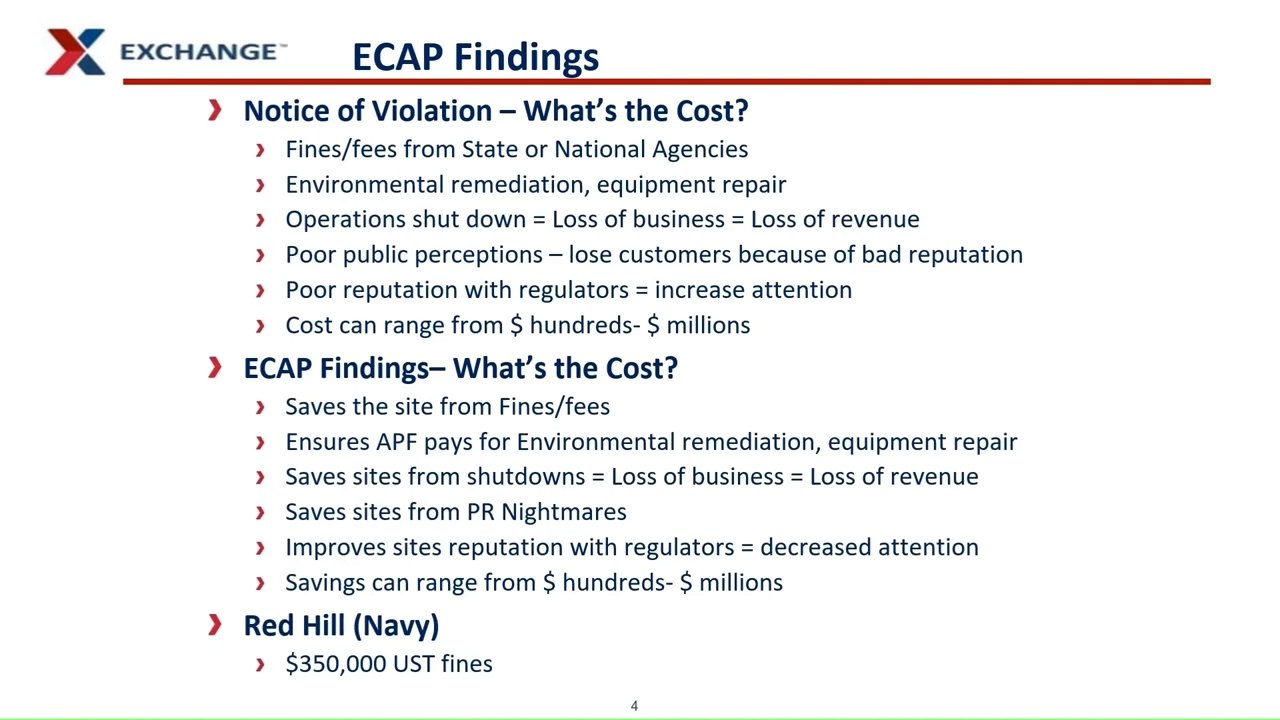 EXCHANGE™
ECAP Findings
Notice of Violation – What's the Cost?
Fines/fees from State or National Agencies
Environmental remediation, equipment repair
Operations shut down = Loss of business = Loss of revenue
Poor public perceptions – lose customers because of bad reputation
Poor reputation with regulators = increase attention
Cost can range from $ hundreds- $ millions
ECAP Findings– What's the Cost?
Saves the site from Fines/fees
Ensures APF pays for Environmental remediation, equipment repair
Saves sites from shutdowns = Loss of business = Loss of revenue
Saves sites from PR Nightmares
Improves sites reputation with regulators = decreased attention
Savings can range from $ hundreds- $ millions
Red Hill (Navy)
$350,000 UST fines
4